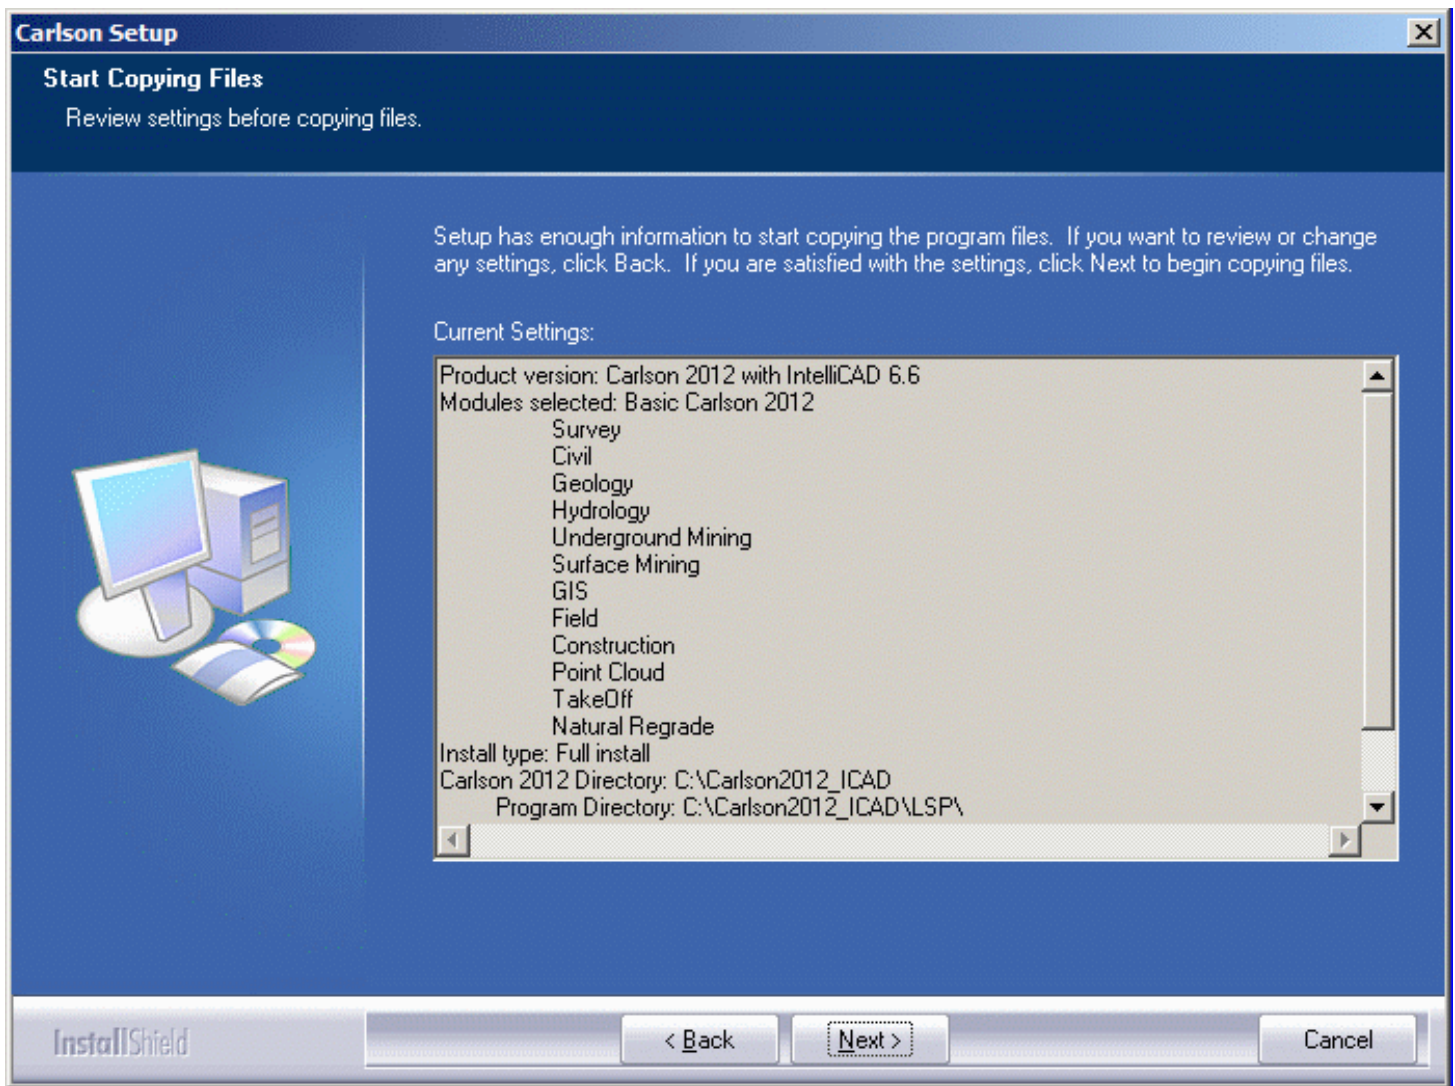 Carlson Setup
Start Copying Files
Review settings before copying files.
Setup has enough information to start copying the program files.  If you want to review or change
any settings, click Back.  If you are satisfied with the settings, click Next to begin copying files.
Current Settings:
Product version: Carlson 2012 with IntelliCAD 6.6
Modules selected: Basic Carlson 2012
Survey
Civil
Geology
Hydrology
Underground Mining
Surface Mining
GIS
Field
Construction
Point Cloud
TakeOff
Natural Regrade
Install type: Full install
Carlson 2012 Directory: C:\Carlson2012_ICAD
Program Directory: C:\Carlson2012_ICAD\LSP\
InstallShield
< Back
Next >
Cancel